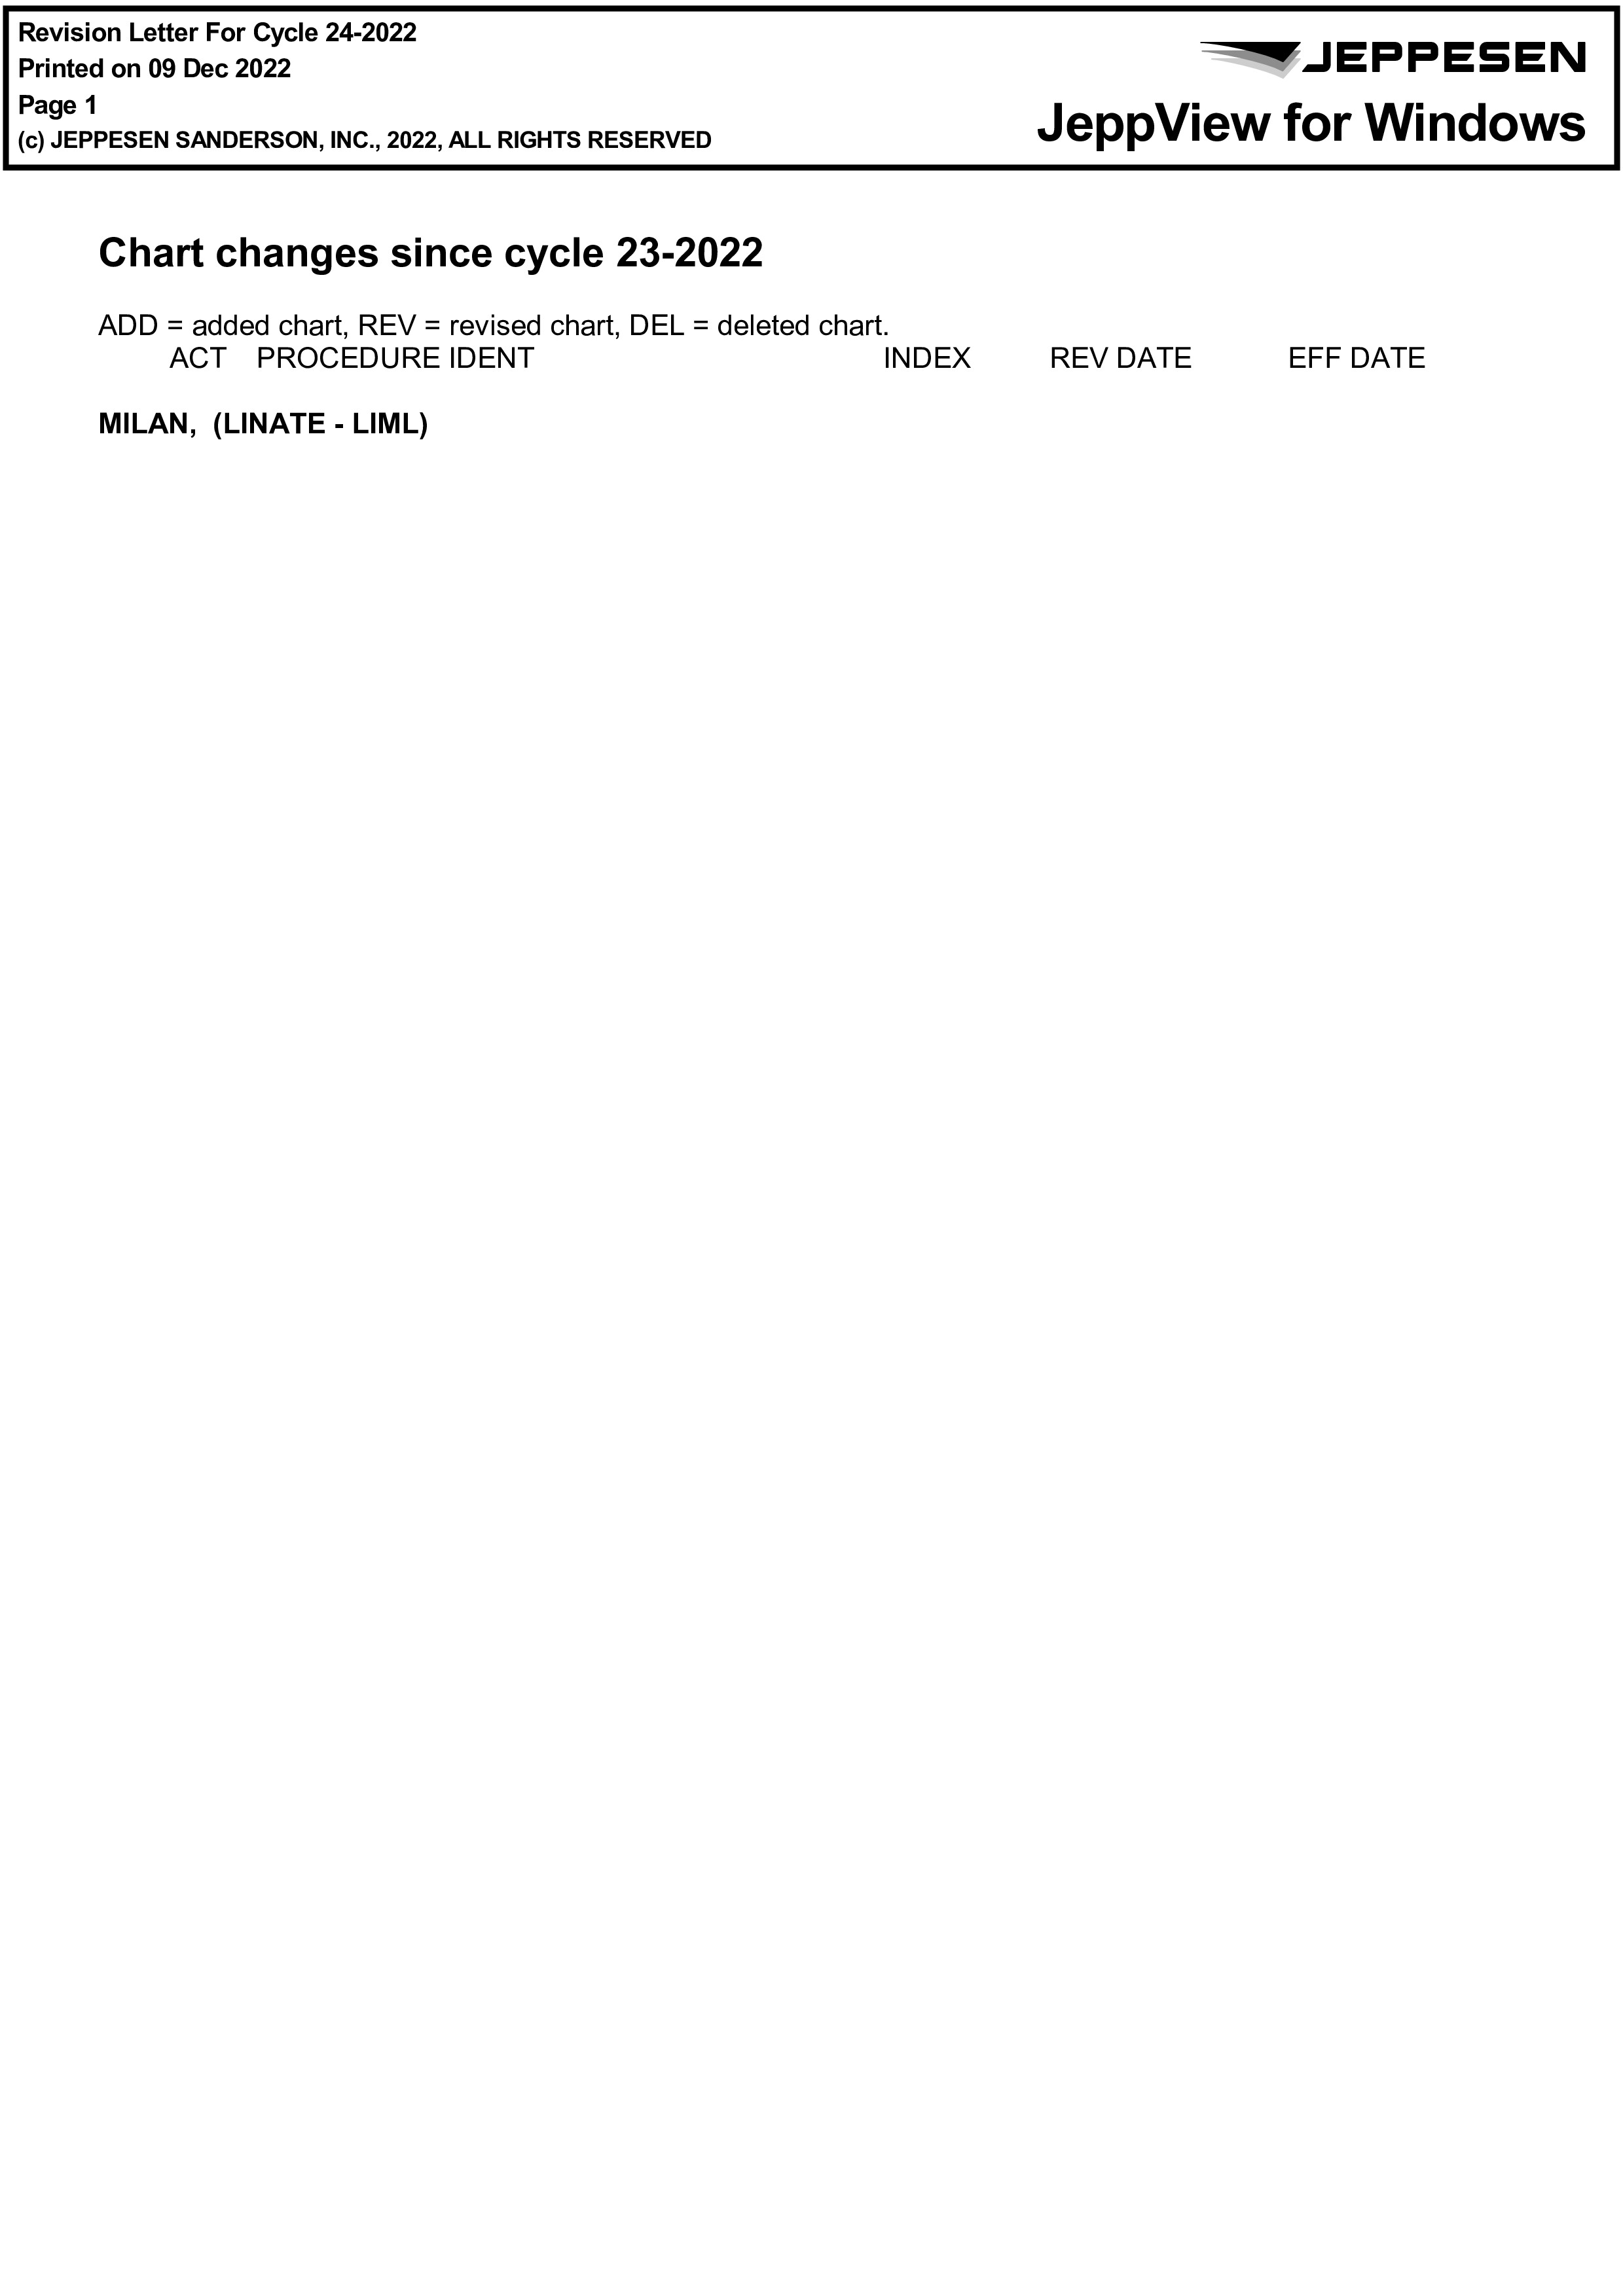 Revision Letter For Cycle 24-2022
Printed on 09 Dec 2022
Page 1
(c) JEPPESEN SANDERSON, INC., 2022, ALL RIGHTS RESERVED
JEPPESEN
JeppView for Windows
Chart changes since cycle 23-2022
ADD = added chart, REV = revised chart, DEL = deleted chart.
ACT PROCEDURE IDENT INDEX REV DATE EFF DATE
MILAN, (LINATE - LIML)